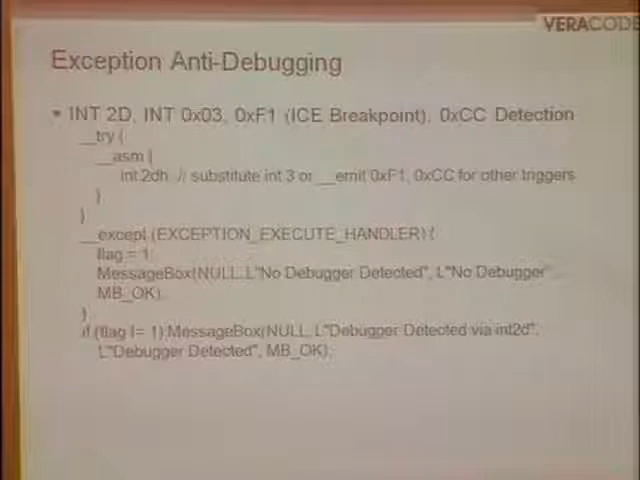 VERACODE
Exception Anti-Debugging
• INT 2D, INT 0x03, 0xF1 (ICE Breakpoint), 0xCC Detection
__try {
__asm {
int 2dh // substitute int 3 or __emit 0xF1, 0xCC for other triggers
}
}
__except (EXCEPTION_EXECUTE_HANDLER) {
flag = 1;
MessageBox(NULL, L"No Debugger Detected", L"No Debugger",
MB_OK);
}
if (flag != 1) MessageBox(NULL, L"Debugger Detected via int2d",
L"Debugger Detected", MB_OK);